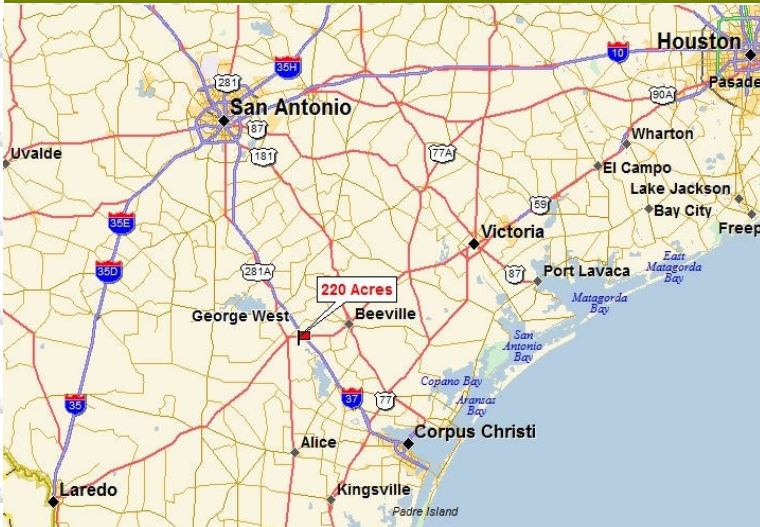 Houston
10
35H
Pasade
281
90A
San Antonio
87
Wharton
Uvalde
181
77A
El Campo
Lake Jackson
59
Bay City
35E
Victoria
Freep
East
Matagorda
Bay
35D
281A
87
Port Lavaca
220 Acres
Matagorda
Bay
George West
Beeville
San
Antonio
Bay
Copano Bay
35
37
77
Aransas
Bay
Corpus Christi
Alice
Laredo
Kingsville
Padre Island